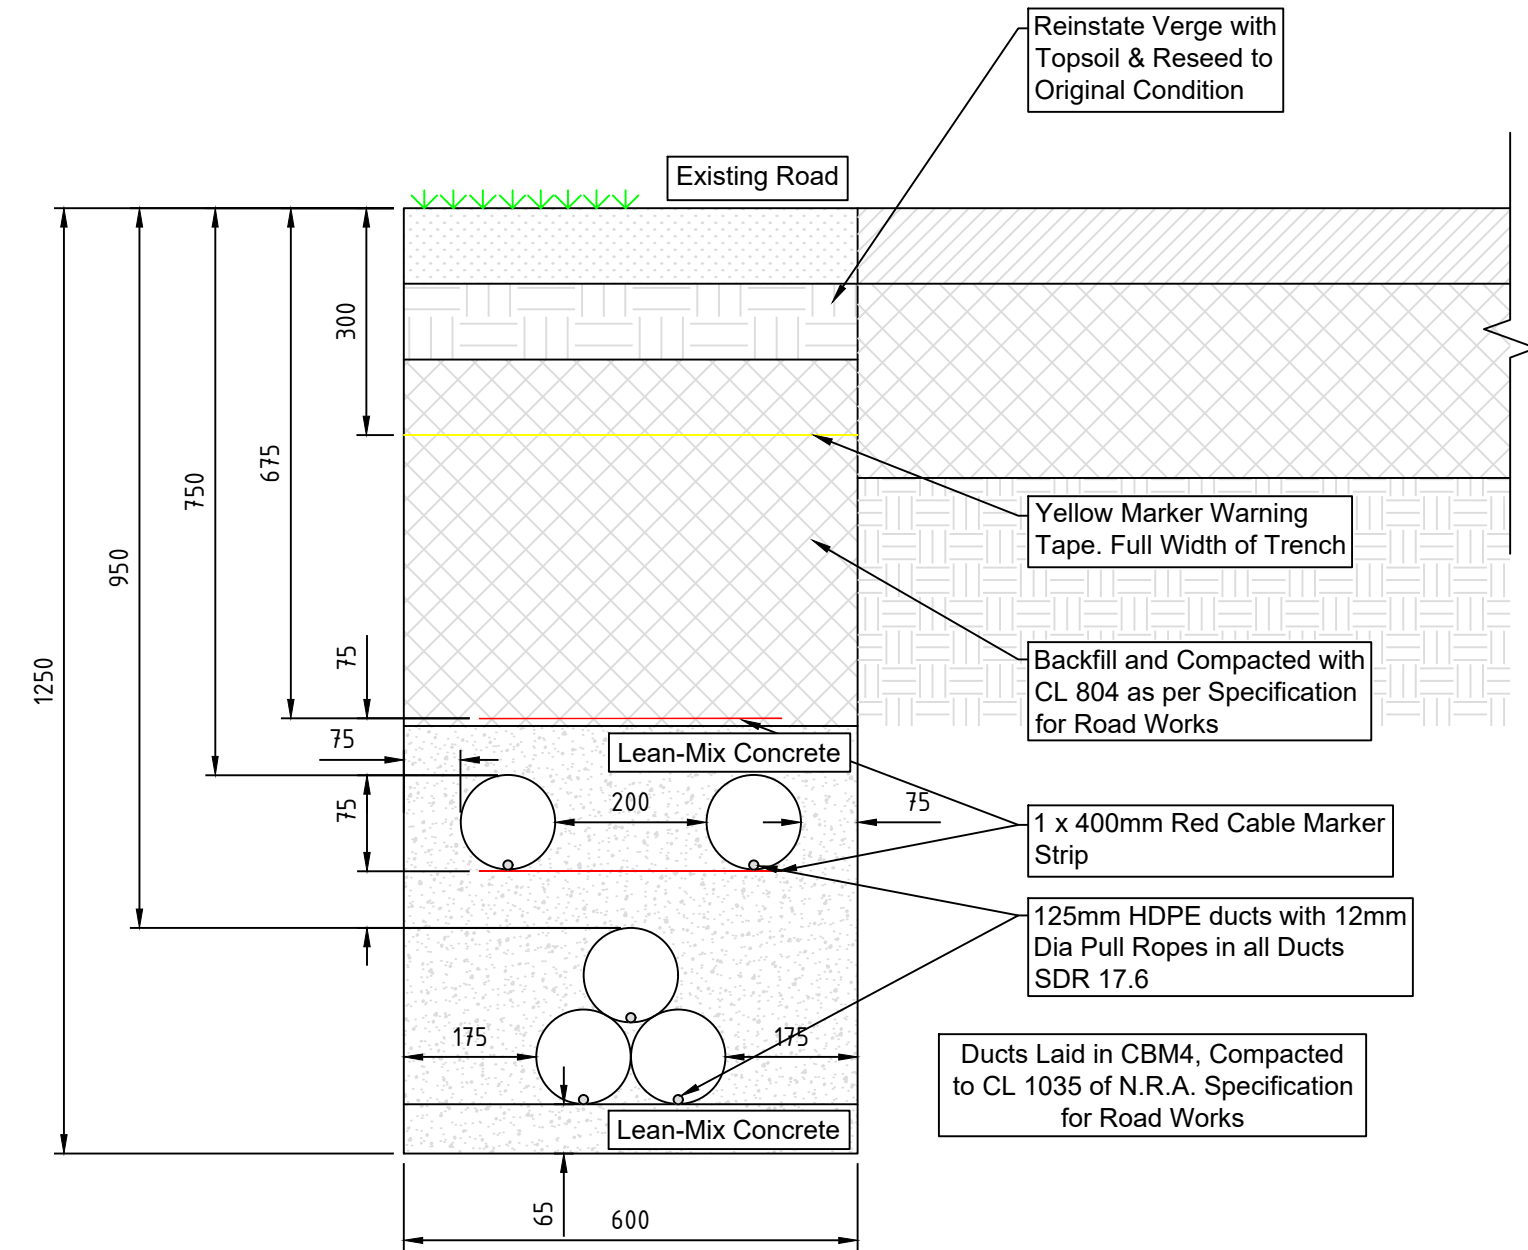 Reinstate Verge with
Topsoil & Reseed to
Original Condition
Existing Road
300
675
750
950
1250
Yellow Marker Warning
Tape. Full Width of Trench
Backfill and Compacted with
CL 804 as per Specification
for Road Works
75
75
Lean-Mix Concrete
75
200
75
1 x 400mm Red Cable Marker
Strip
125mm HDPE ducts with 12mm
Dia Pull Ropes in all Ducts
SDR 17.6
175
175
Ducts Laid in CBM4, Compacted
to CL 1035 of N.R.A. Specification
for Road Works
Lean-Mix Concrete
65
600